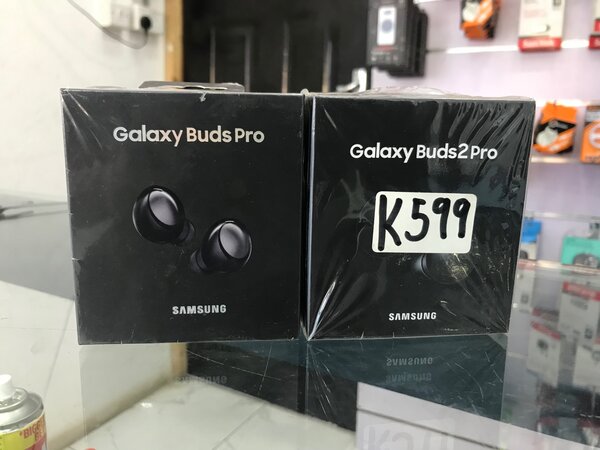 Galaxy Buds Pro
SAMSUNG
Galaxy Buds2 Pro
K599
SAMSUNG